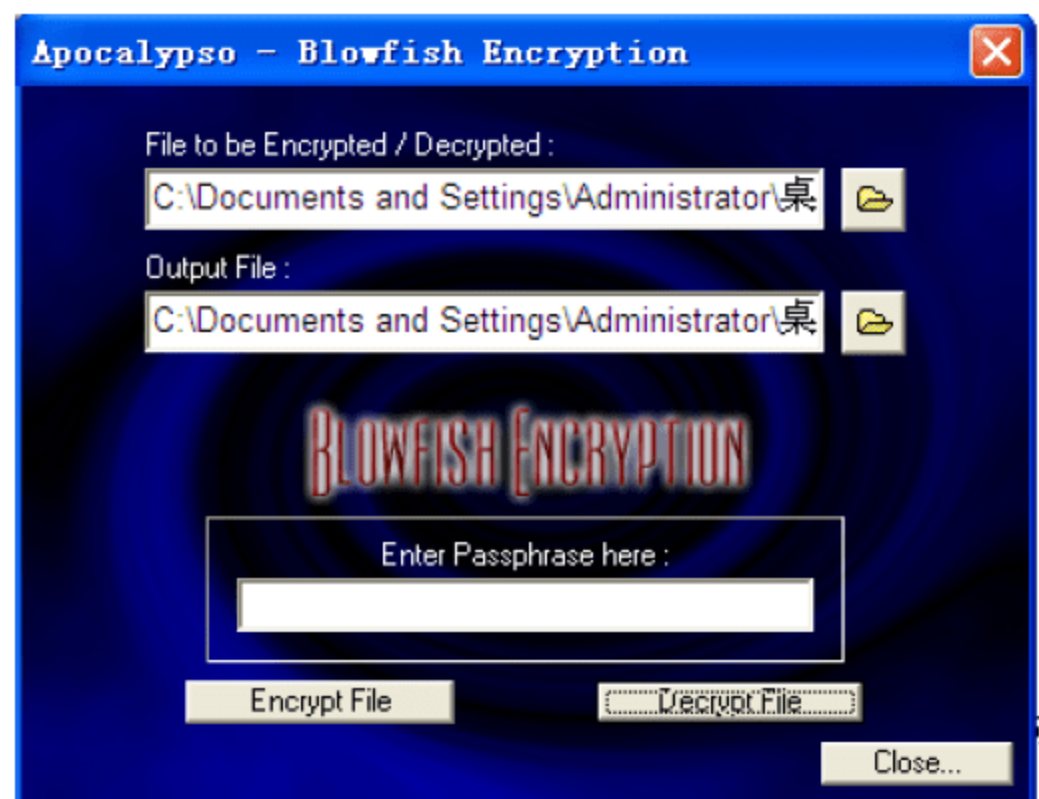 Apocalypso - Blowfish Encryption
File to be Encrypted / Decrypted :
C:\Documents and Settings\Administrator\桌
Output File :
C:\Documents and Settings\Administrator\桌
BLOWFISH ENCRYPTION
Enter Passphrase here :
Encrypt File
Decrypt File
Close...